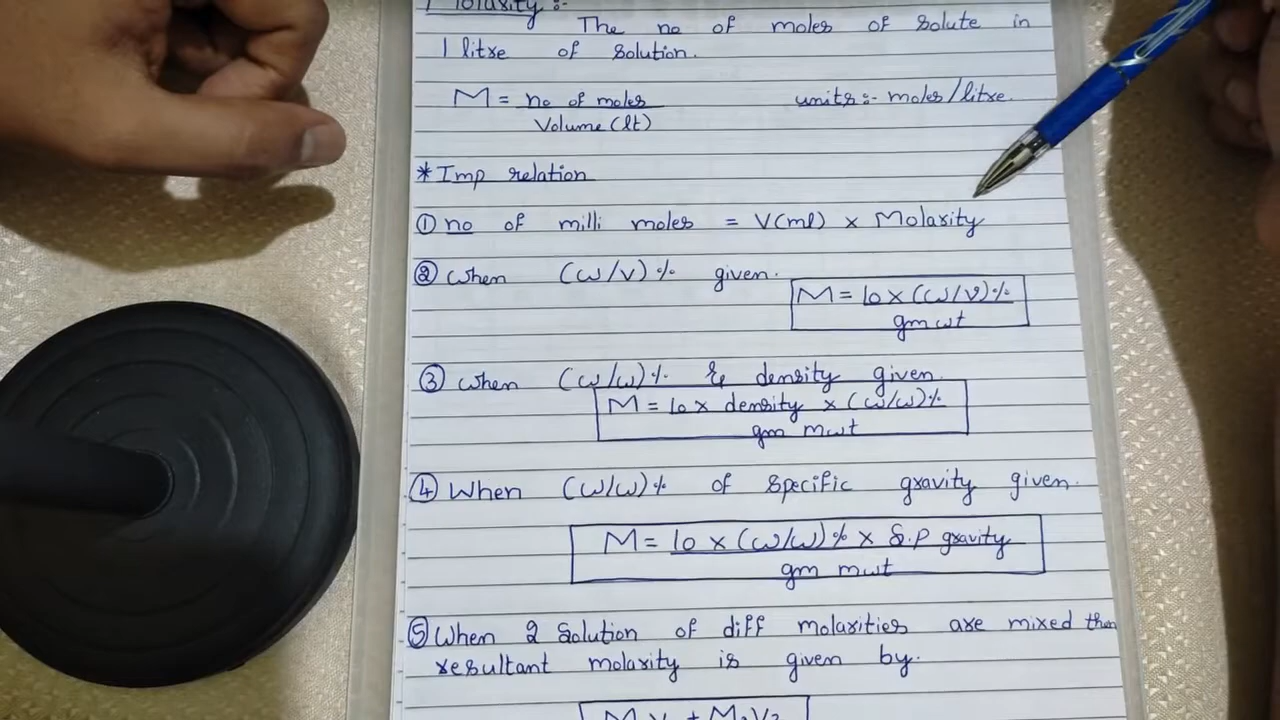 Molarity :-
The no of moles of solute in
1 litre of solution.
M = no of moles / Volume (lt) units:- moles/litre.
* Imp relation
① no of milli moles = V(ml) × Molarity
② When (w/v)% given.
M = 10 × (w/v)% / gm wt
③ When (w/w)% & density given.
M = 10 × density × (w/w)% / gm mwt
④ When (w/w)% of specific gravity given.
M = 10 × (w/w)% × S.P gravity / gm mwt
⑤ When 2 solution of diff molarities are mixed then
resultant molarity is given by.